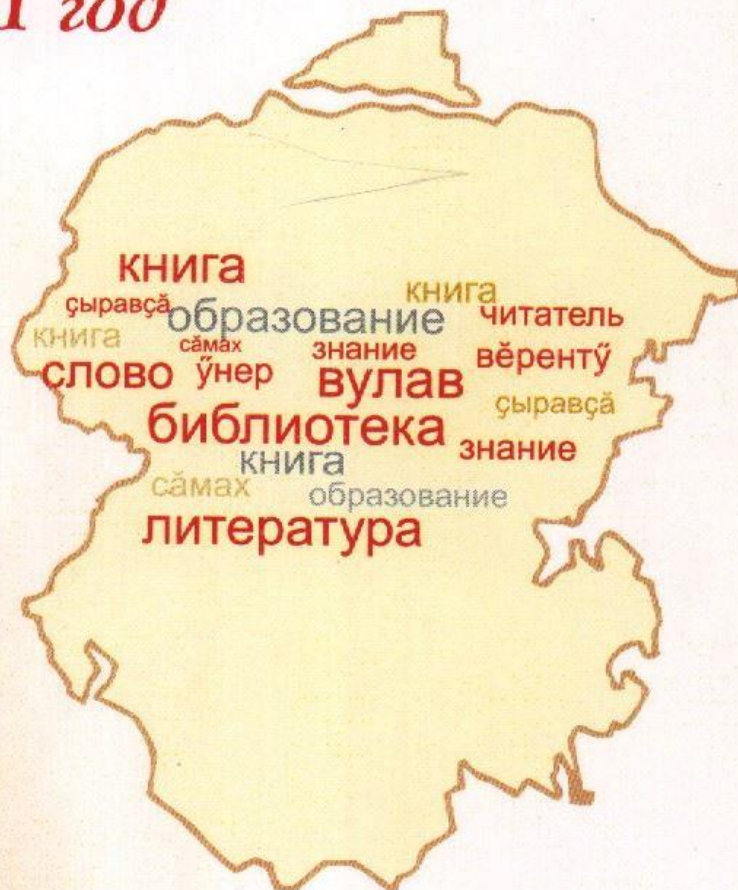 1 год
книга
книга
çыравçă
образование
читатель
книга
сăмах
знание
вĕрентӳ
слово
ӳнер
вулав
çыравçă
библиотека
знание
книга
сăмах
образование
литература